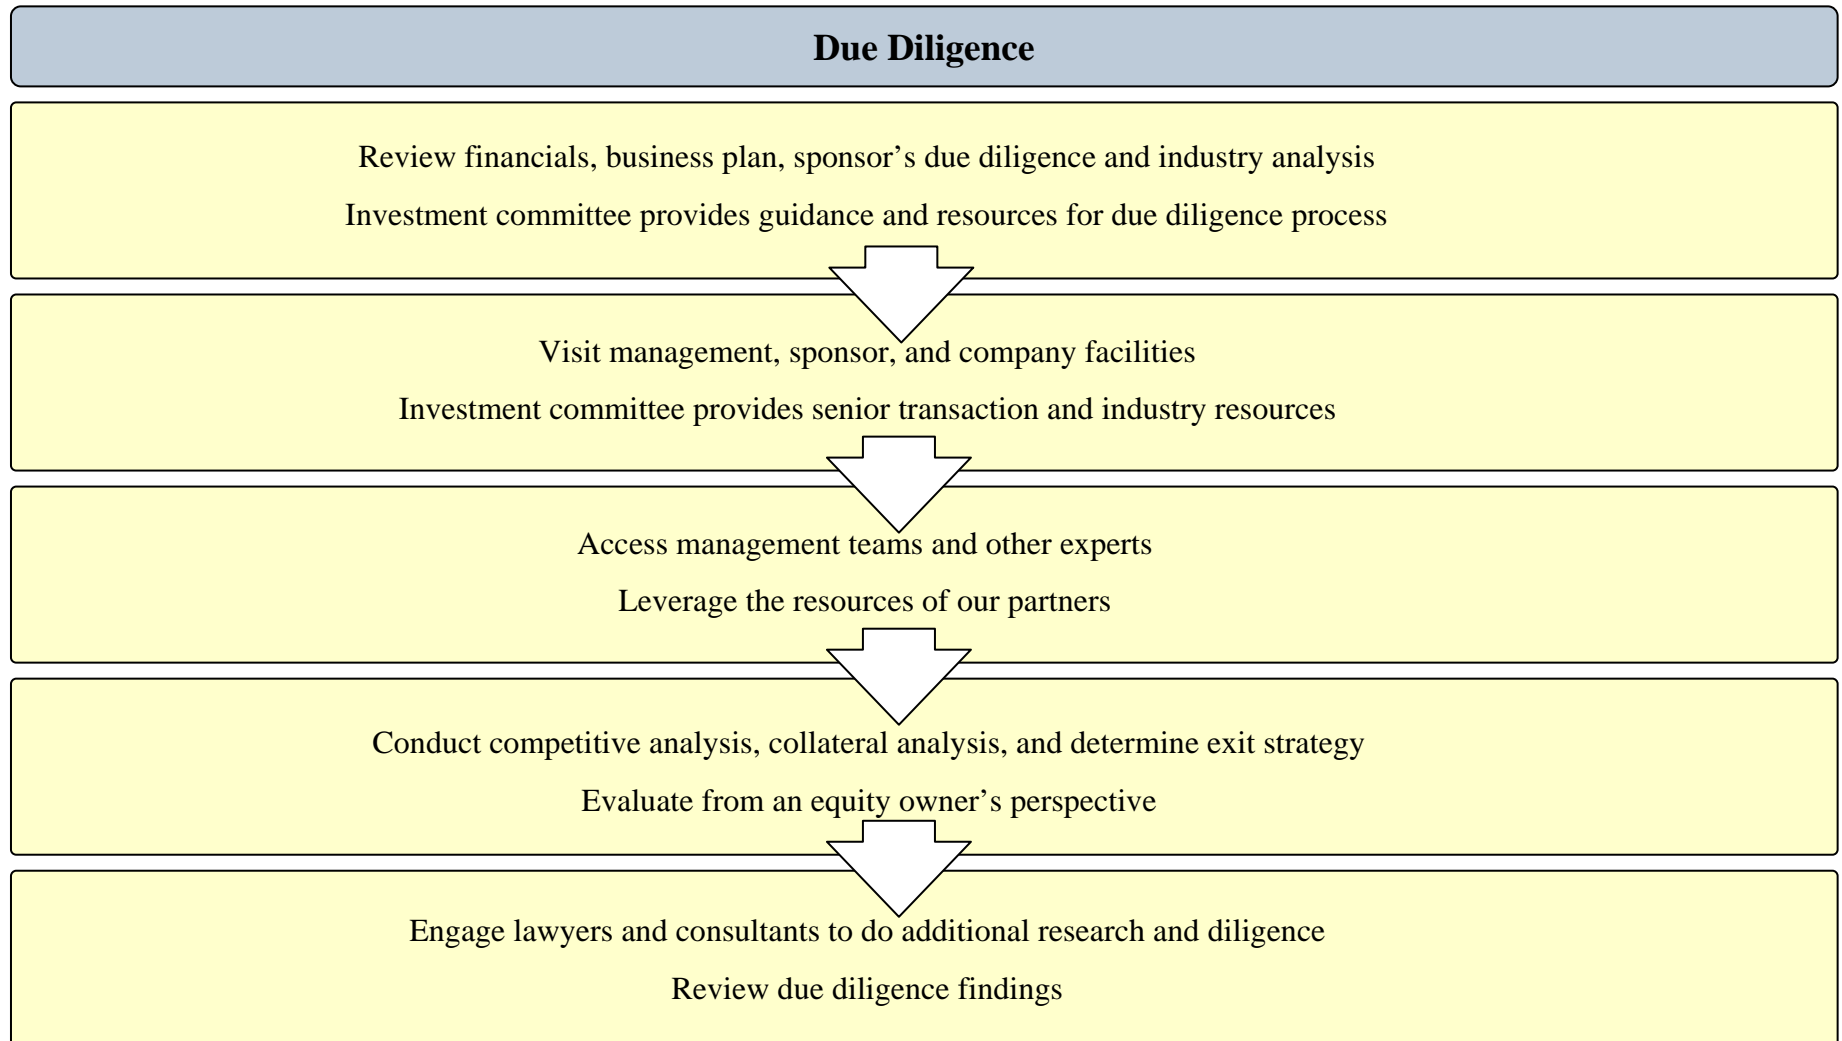 Due Diligence
Review financials, business plan, sponsor’s due diligence and industry analysis
Investment committee provides guidance and resources for due diligence process
Visit management, sponsor, and company facilities
Investment committee provides senior transaction and industry resources
Access management teams and other experts
Leverage the resources of our partners
Conduct competitive analysis, collateral analysis, and determine exit strategy
Evaluate from an equity owner’s perspective
Engage lawyers and consultants to do additional research and diligence
Review due diligence findings